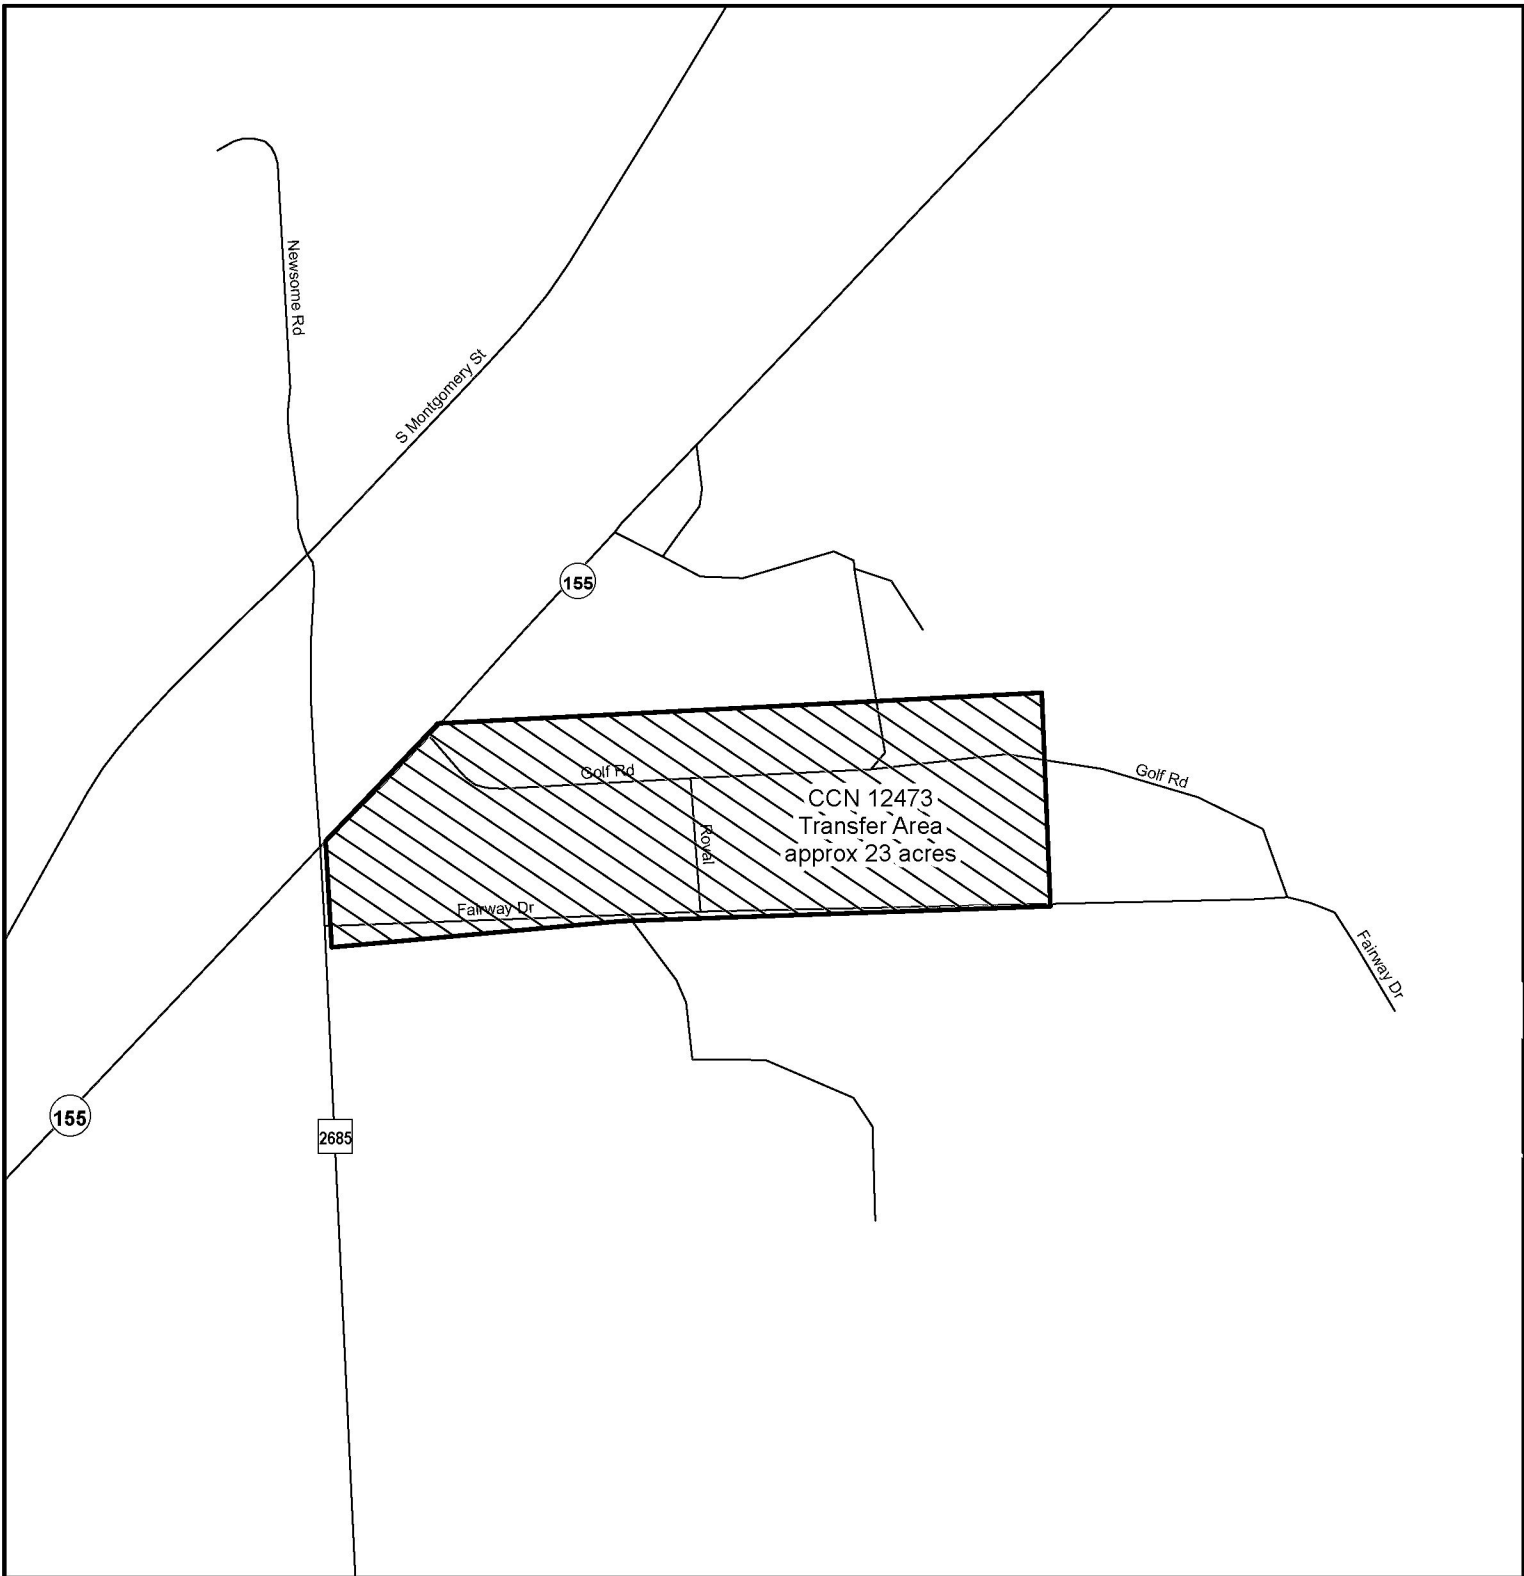 Newsome Rd
S Montgomery St
155
Golf Rd
Golf Rd
CCN 12473
Transfer Area
approx 23 acres
Royal
Fairway Dr
Fairway Dr
155
2685